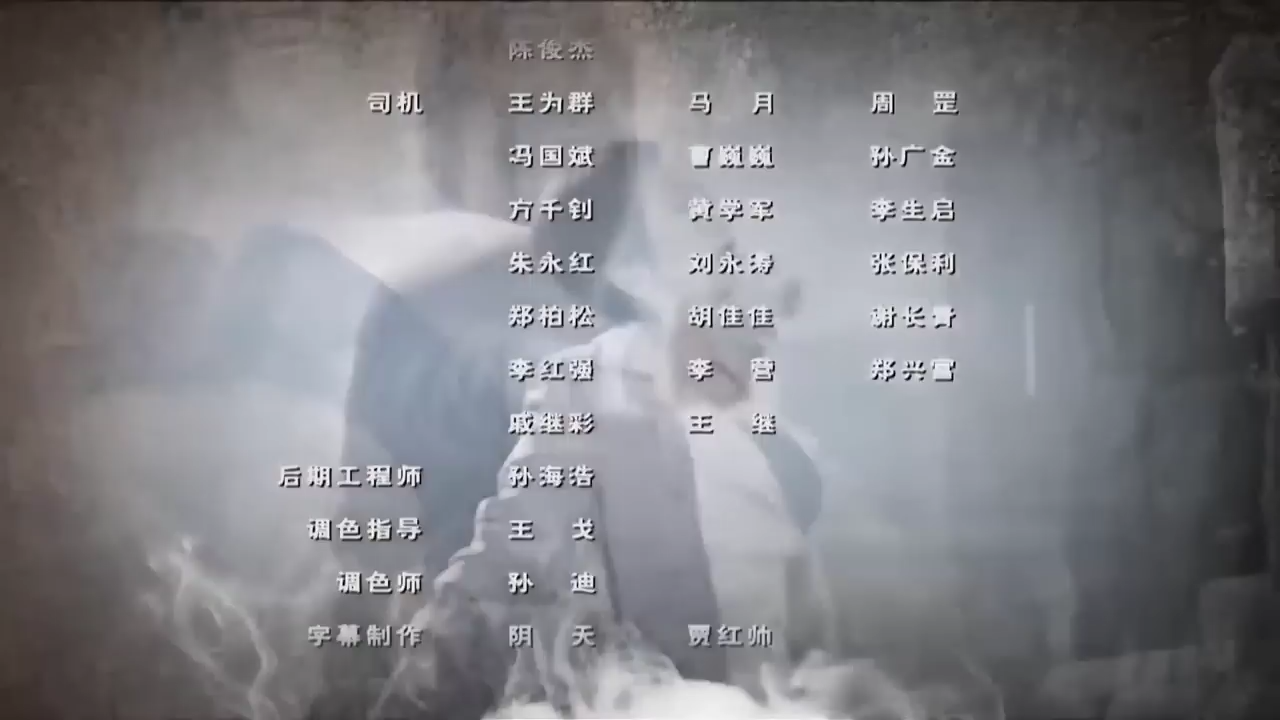 陈俊杰
司机 王为群 马 月 周 罡
冯国斌 曹巍巍 孙广金
方千钊 黄学军 李生启
朱永红 刘永涛 张保利
郑柏松 胡佳佳 谢长青
李红强 李 营 郑兴富
戚继彩 王 继
后期工程师 孙海浩
调色指导 王 戈
调色师 孙 迪
字幕制作 阴 天 贾红帅